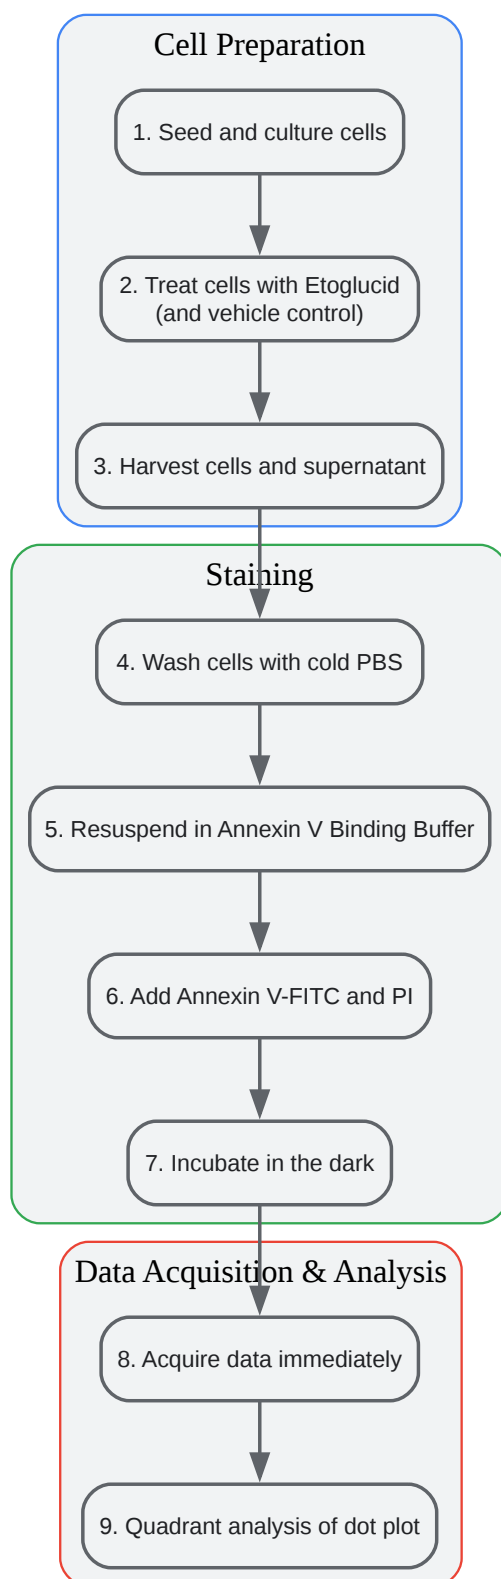 Cell Preparation
1. Seed and culture cells
2. Treat cells with Etoglucid
(and vehicle control)
3. Harvest cells and supernatant
Staining
4. Wash cells with cold PBS
5. Resuspend in Annexin V Binding Buffer
6. Add Annexin V-FITC and PI
7. Incubate in the dark
Data Acquisition & Analysis
8. Acquire data immediately
9. Quadrant analysis of dot plot